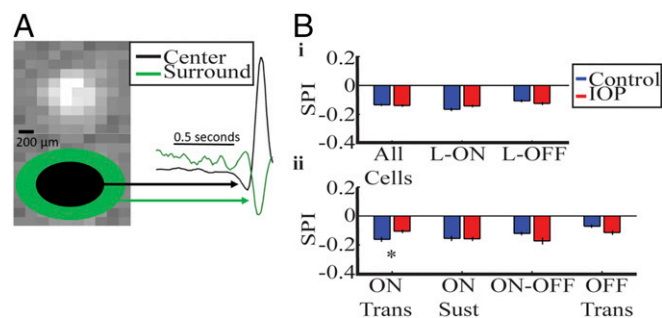 A
Center
Surround
0.5 seconds
200 µm
B
i
0.2
0
-0.2
-0.4
SPI
All
Cells
L-ON
L-OFF
Control
IOP
ii
0.2
0
-0.2
-0.4
SPI
*
ON
Trans
ON
Sust
ON-OFF
OFF
Trans